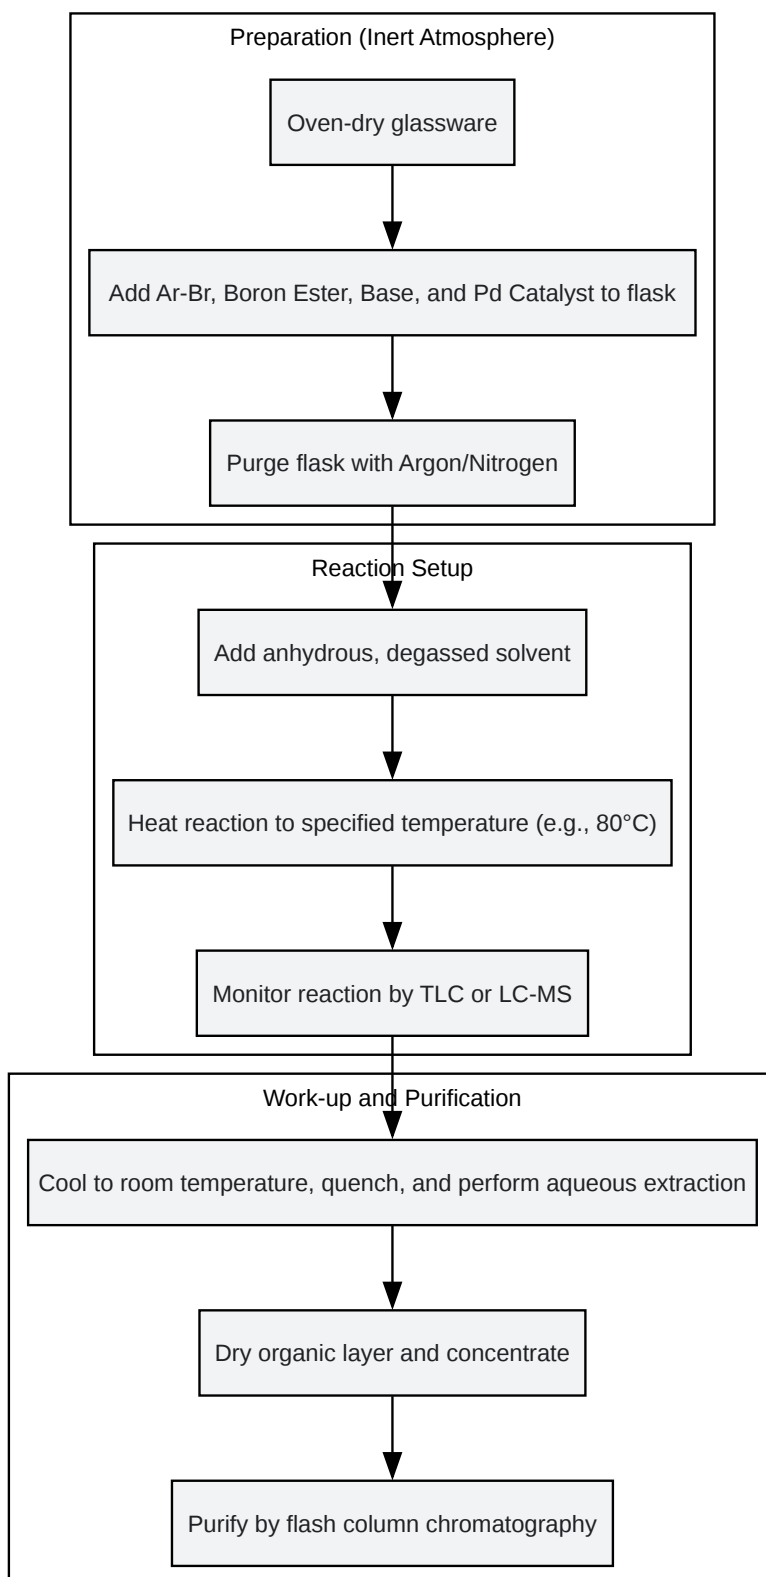 Preparation (Inert Atmosphere)
Oven-dry glassware
Add Ar-Br, Boron Ester, Base, and Pd Catalyst to flask
Purge flask with Argon/Nitrogen
Reaction Setup
Add anhydrous, degassed solvent
Heat reaction to specified temperature (e.g., 80°C)
Monitor reaction by TLC or LC-MS
Work-up and Purification
Cool to room temperature, quench, and perform aqueous extraction
Dry organic layer and concentrate
Purify by flash column chromatography